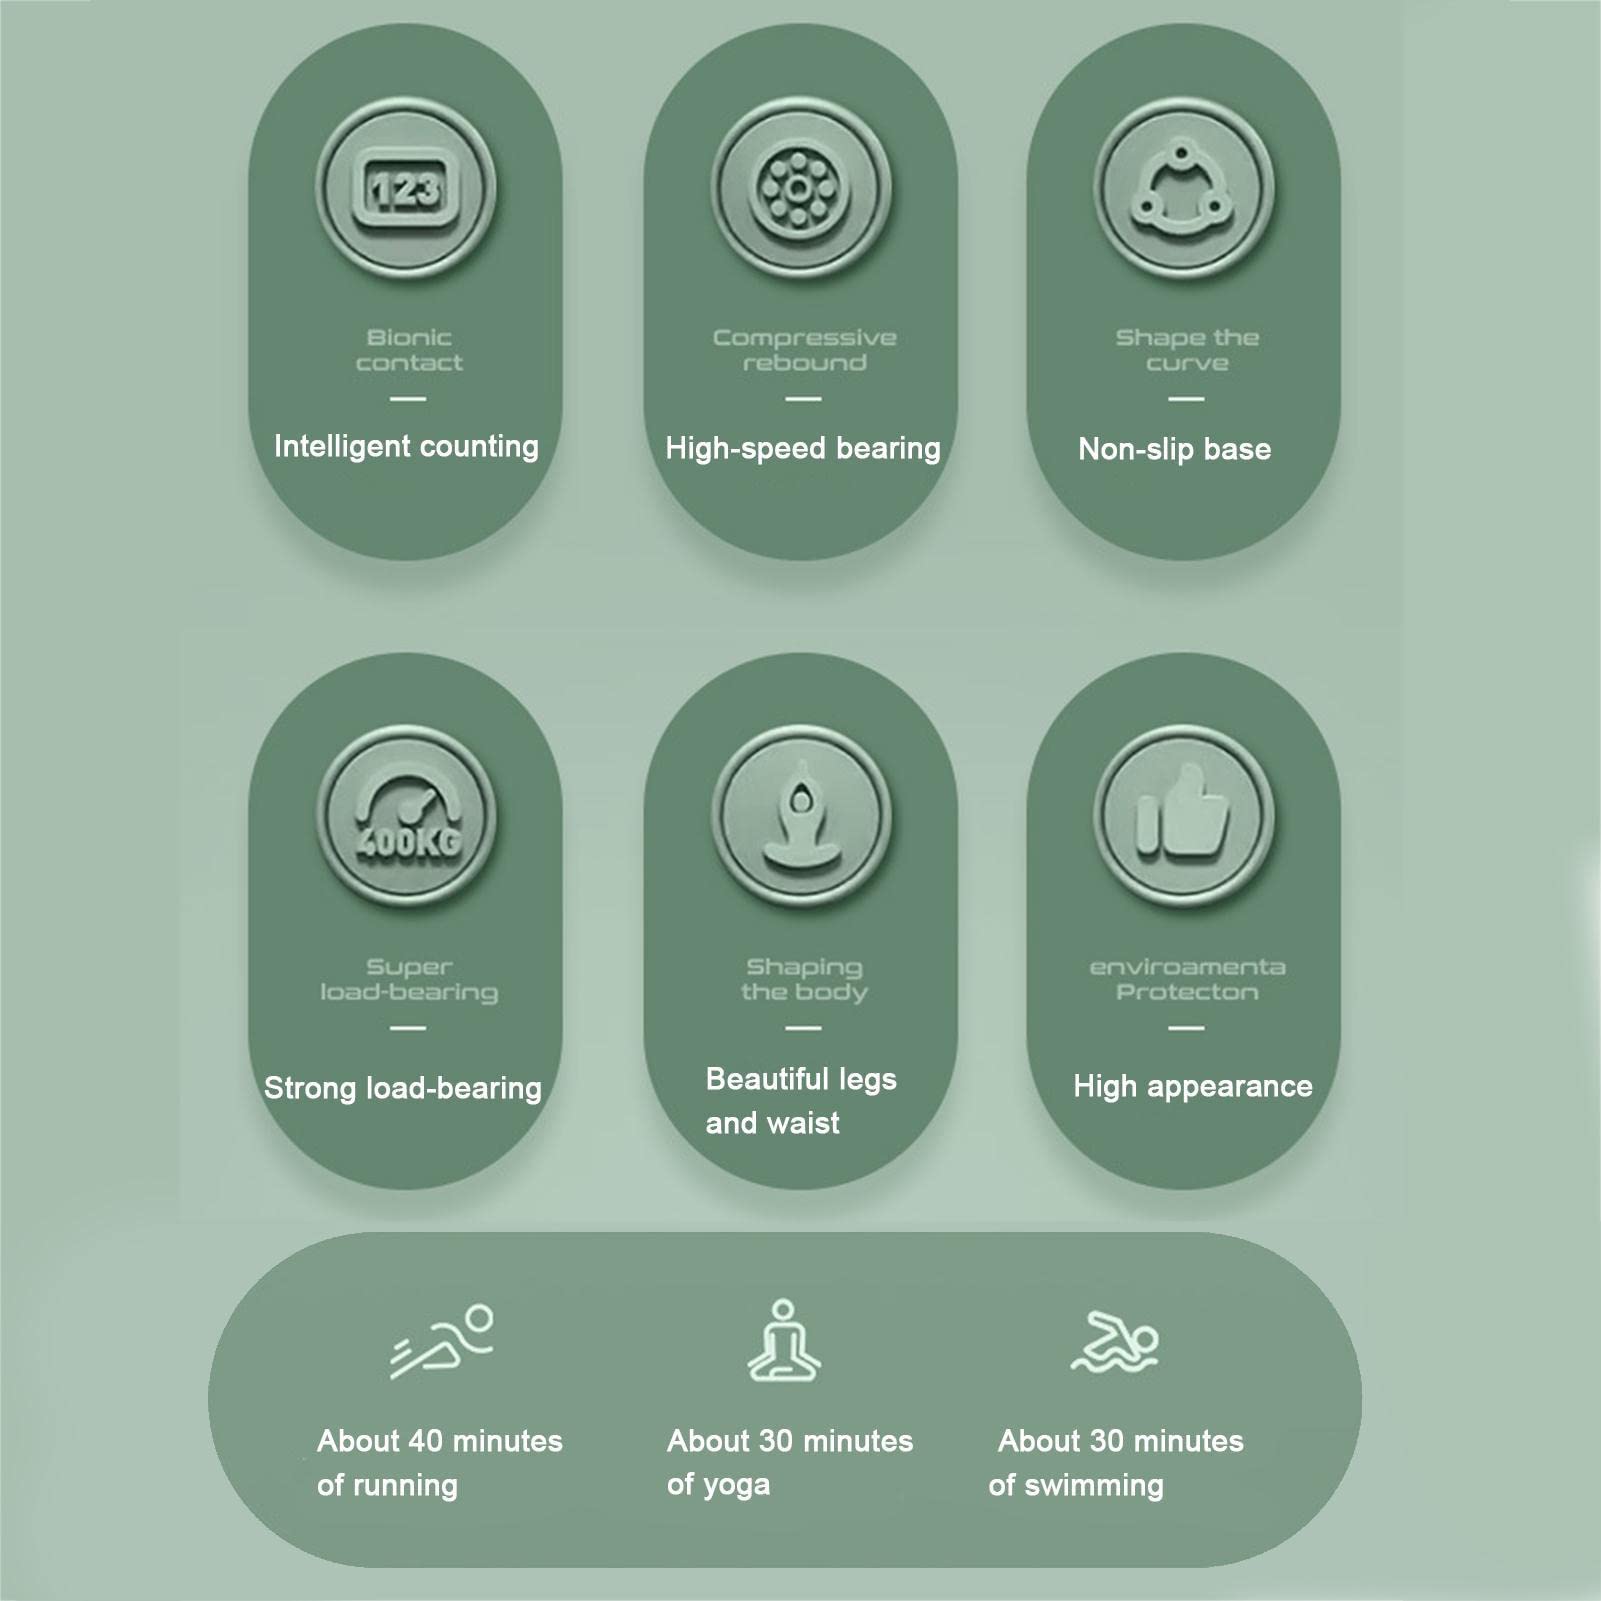 123
Bionic
contact
Intelligent counting
Compressive
rebound
High-speed bearing
Shape the
curve
Non-slip base
400KG
Super
load-bearing
Strong load-bearing
Shaping
the body
Beautiful legs
and waist
enviroamenta
Protecton
High appearance
About 40 minutes
of running
About 30 minutes
of yoga
About 30 minutes
of swimming